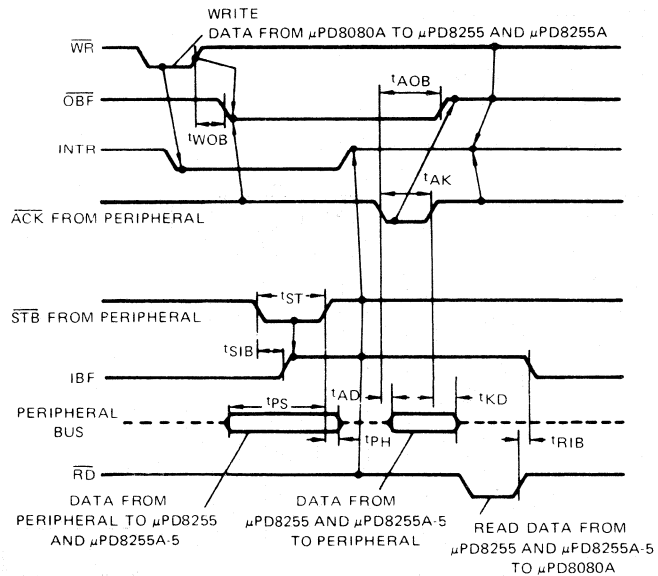 WRITE
DATA FROM μPD8080A TO μPD8255 AND μPD8255A
WR
tAOB
OBF
tWOB
INTR
tAK
ACK FROM PERIPHERAL
tST
STB FROM PERIPHERAL
tSIB
IBF
tAD
tKD
tPS
PERIPHERAL
BUS
tPH
tRIB
RD
DATA FROM
PERIPHERAL TO μPD8255
AND μPD8255A-5
DATA FROM
μPD8255 AND μPD8255A-5
TO PERIPHERAL
READ DATA FROM
μPD8255 AND μFD8255A-5
TO μPD8080A